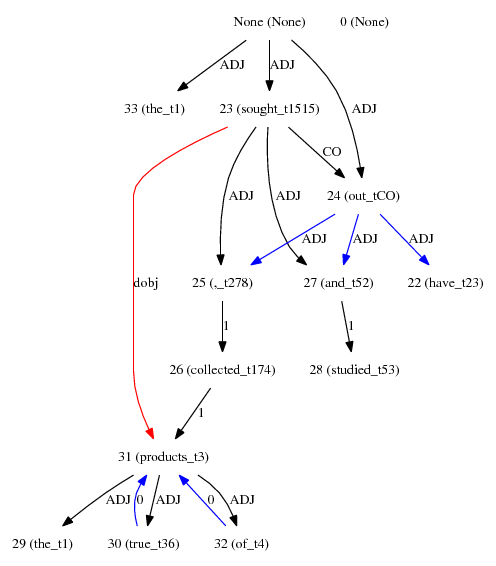 None (None) 0 (None)
ADJ ADJ ADJ
33 (the_t1) 23 (sought_t1515)
CO
ADJ ADJ 24 (out_tCO)
ADJ ADJ ADJ
dobj 25 (,_t278) 27 (and_t52) 22 (have_t23)
1 1
26 (collected_t174) 28 (studied_t53)
1
31 (products_t3)
ADJ 0 ADJ 0 ADJ
29 (the_t1) 30 (true_t36) 32 (of_t4)